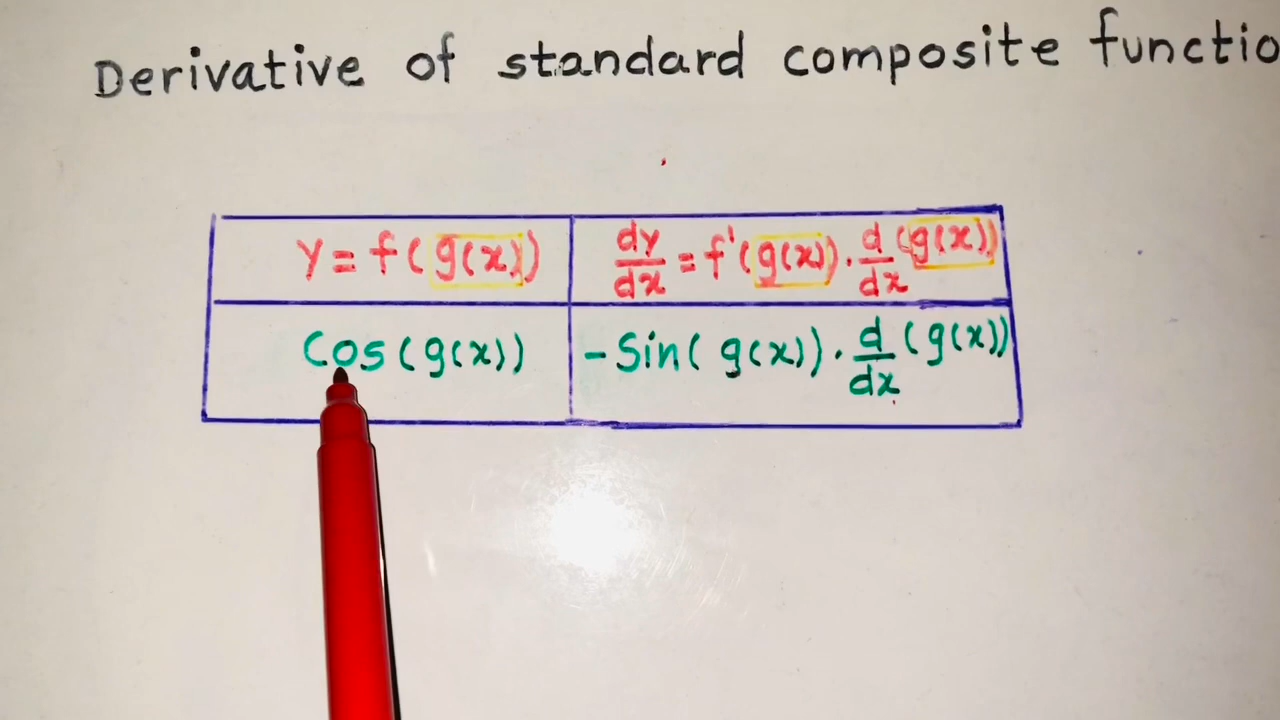 Derivative of standard composite functio
y = f(g(x)) dy/dx = f'(g(x)) . d/dx (g(x))
Cos(g(x)) -Sin(g(x)) . d/dx (g(x))